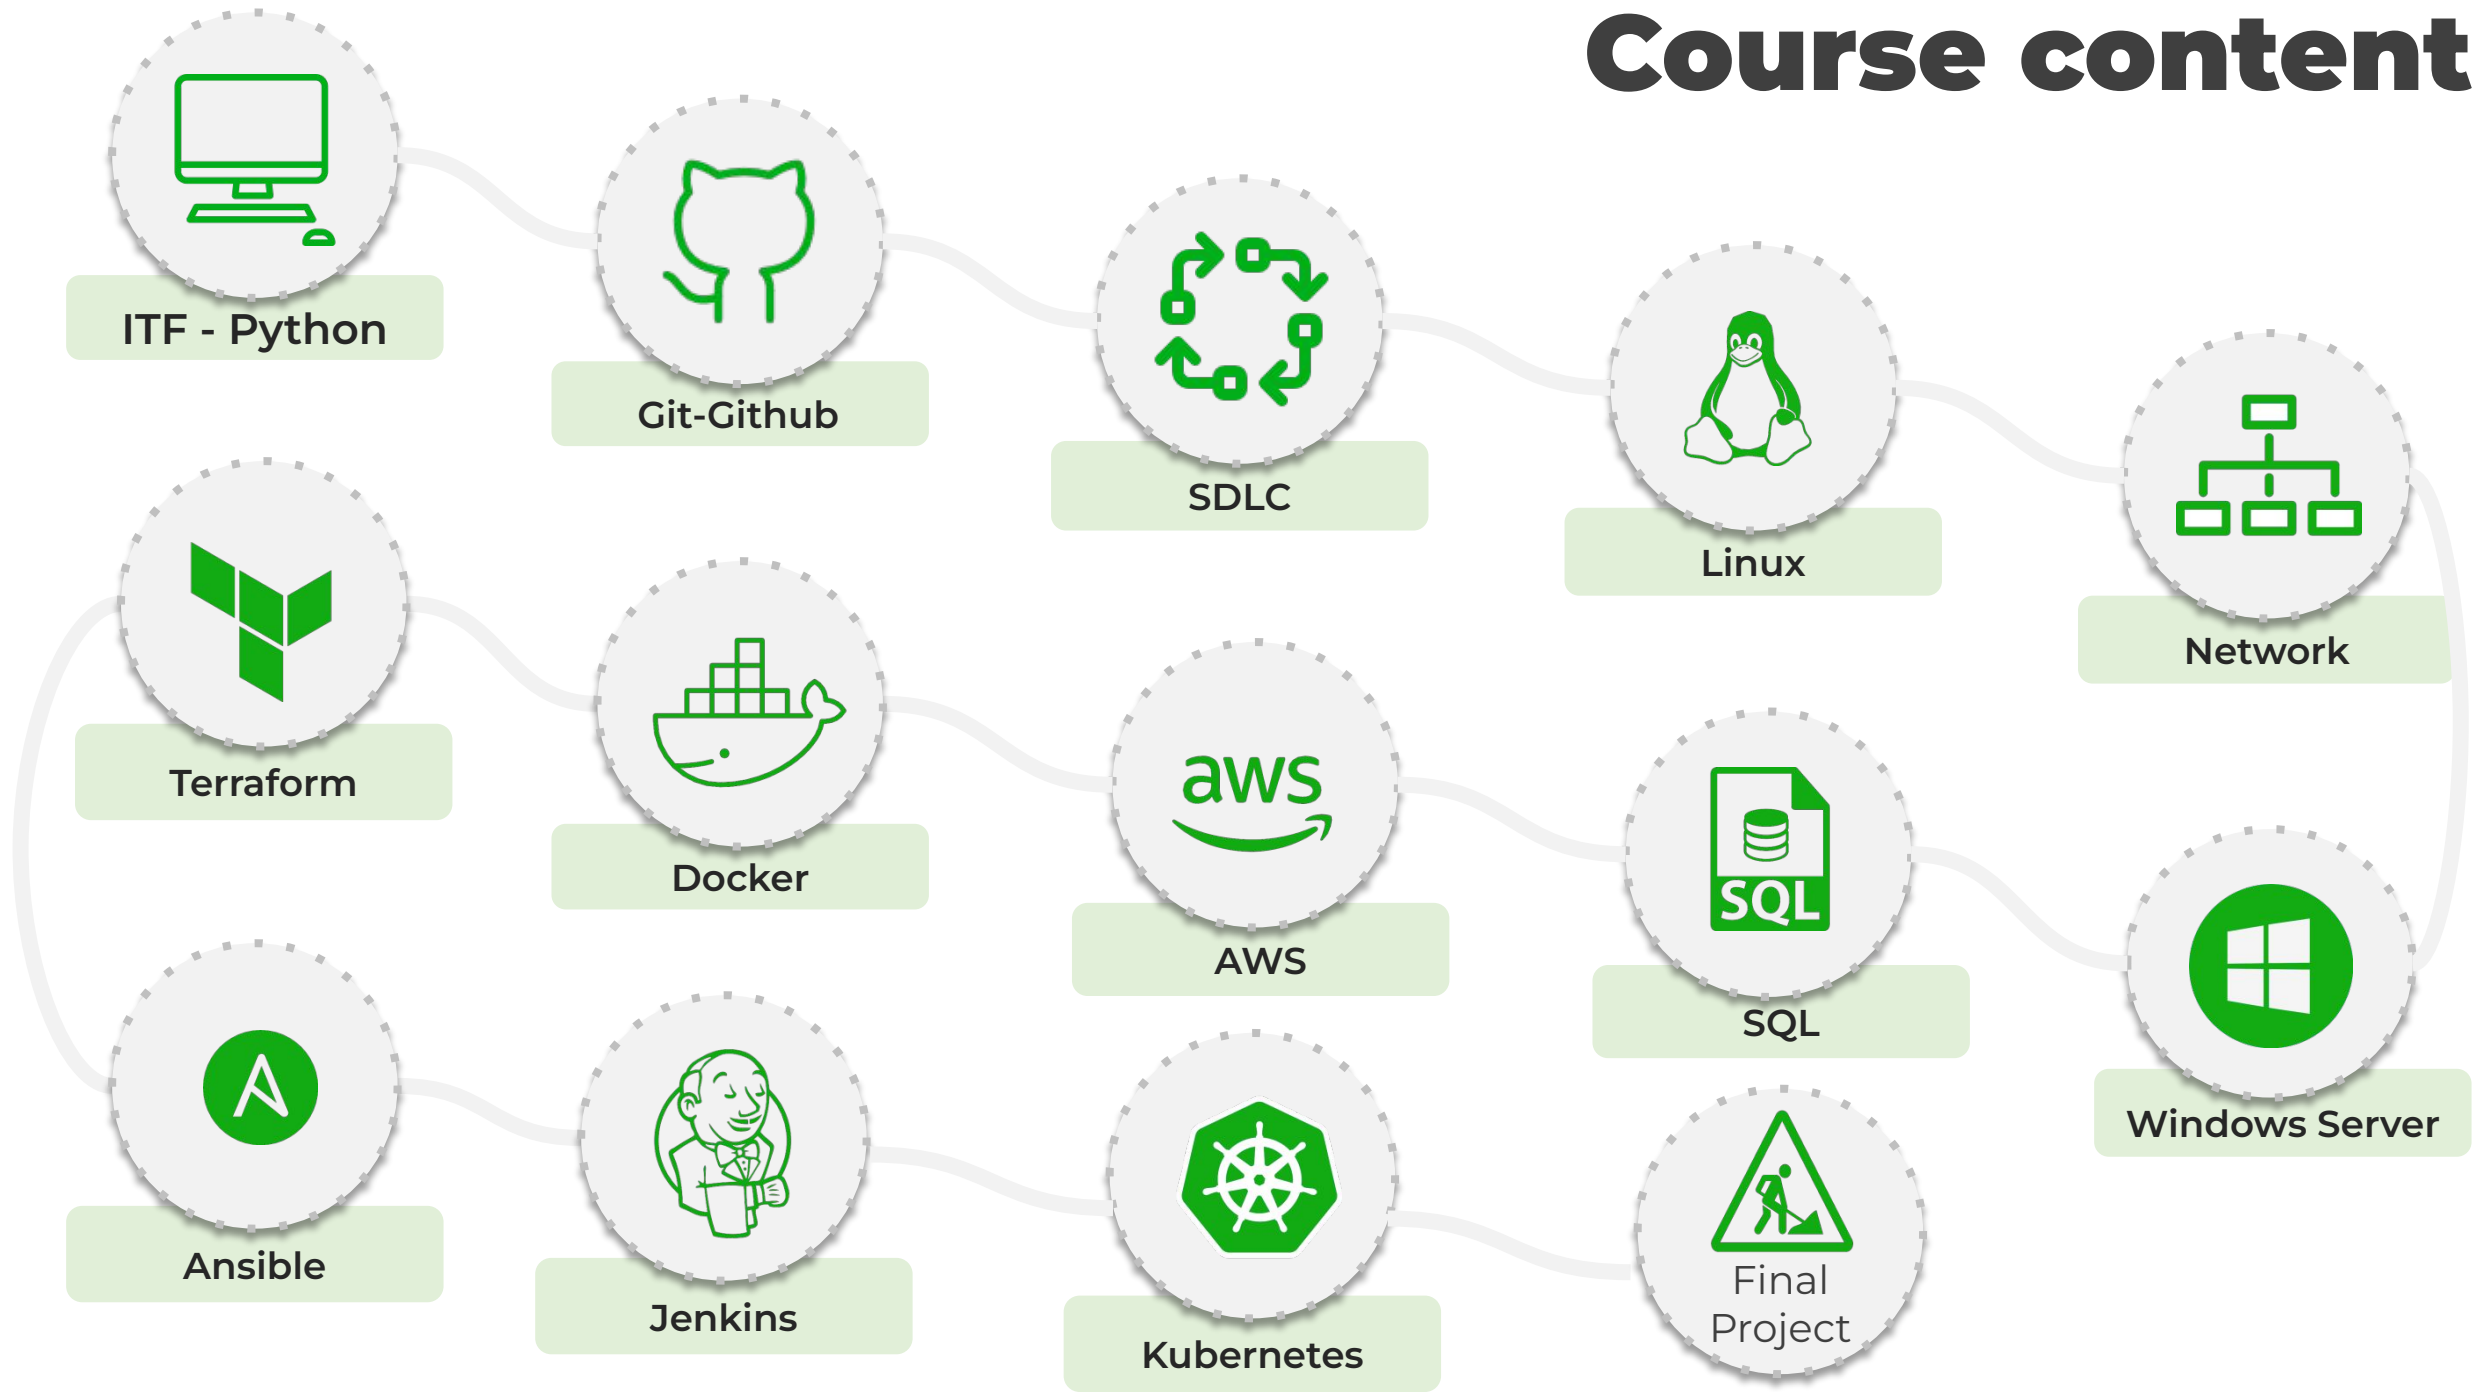 Course content
ITF - Python
Git-Github
SDLC
Linux
Network
Terraform
Docker
aws
AWS
SQL
SQL
Windows Server
Ansible
Jenkins
Kubernetes
Final
Project